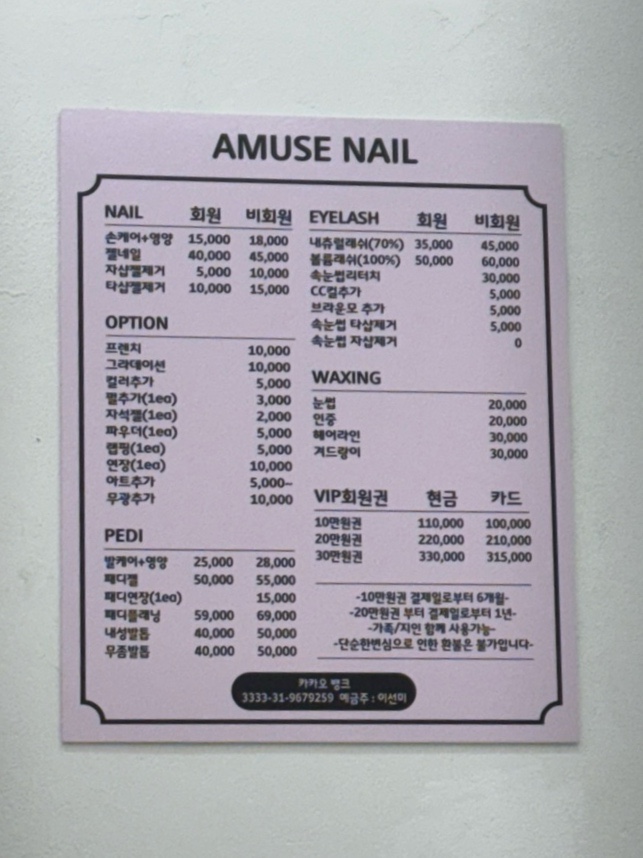 AMUSE NAIL
NAIL 회원 비회원
손케어+영양 15,000 18,000
젤네일 40,000 45,000
자샵젤제거 5,000 10,000
타샵젤제거 10,000 15,000
OPTION
프렌치 10,000
그라데이션 10,000
컬러추가 5,000
펄추가(1ea) 3,000
자석젤(1ea) 2,000
파우더(1ea) 5,000
랩핑(1ea) 5,000
연장(1ea) 10,000
아트추가 5,000~
무광추가 10,000
PEDI
발케어+영양 25,000 28,000
패디젤 50,000 55,000
패디연장(1ea) 15,000
패디플래닝 59,000 69,000
내성발톱 40,000 50,000
무좀발톱 40,000 50,000
EYELASH 회원 비회원
내츄럴래쉬(70%) 35,000 45,000
볼륨래쉬(100%) 50,000 60,000
속눈썹리터치 30,000
CC컬추가 5,000
브라운모 추가 5,000
속눈썹 타샵제거 5,000
속눈썹 자샵제거 0
WAXING
눈썹 20,000
인중 20,000
헤어라인 30,000
겨드랑이 30,000
VIP회원권 현금 카드
10만원권 110,000 100,000
20만원권 220,000 210,000
30만원권 330,000 315,000
-10만원권 결제일로부터 6개월-
-20만원권 부터 결제일로부터 1년-
-가족/지인 함께 사용가능-
-단순한변심으로 인한 환불은 불가입니다-
카카오 뱅크
3333-31-9679259 예금주 : 이선미